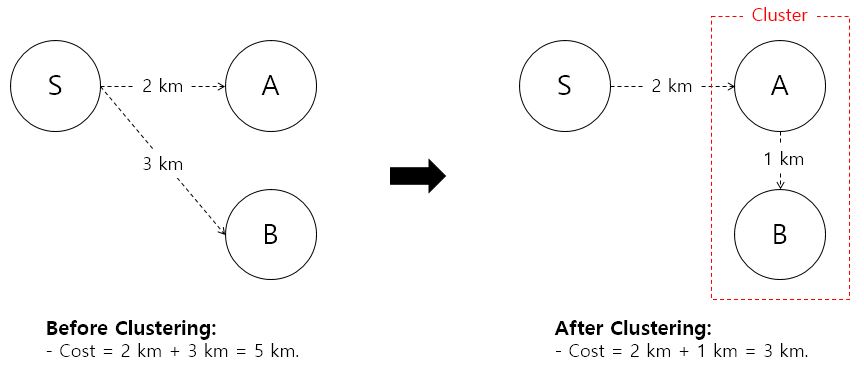 S
2 km
A
3 km
B
Before Clustering:
- Cost = 2 km + 3 km = 5 km.
Cluster
S
2 km
A
1 km
B
After Clustering:
- Cost = 2 km + 1 km = 3 km.